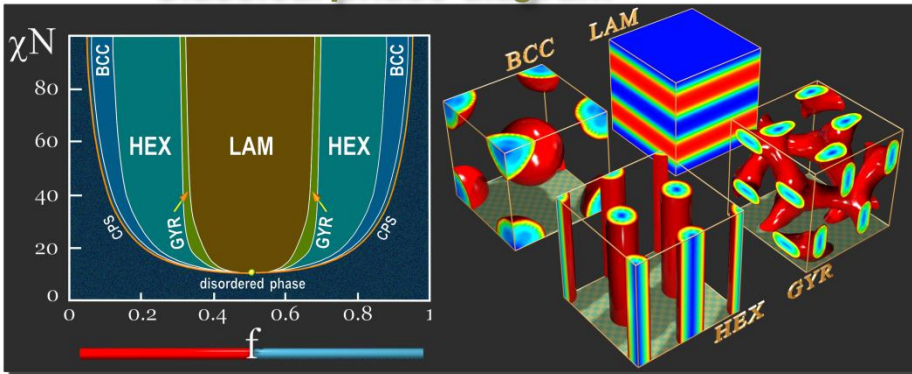 χN
80
60
40
20
0
0
0.2
0.4
0.6
0.8
1
f
BCC
HEX
LAM
HEX
BCC
CPS
GYR
GYR
CPS
disordered phase
BCC
LAM
HEX
GYR